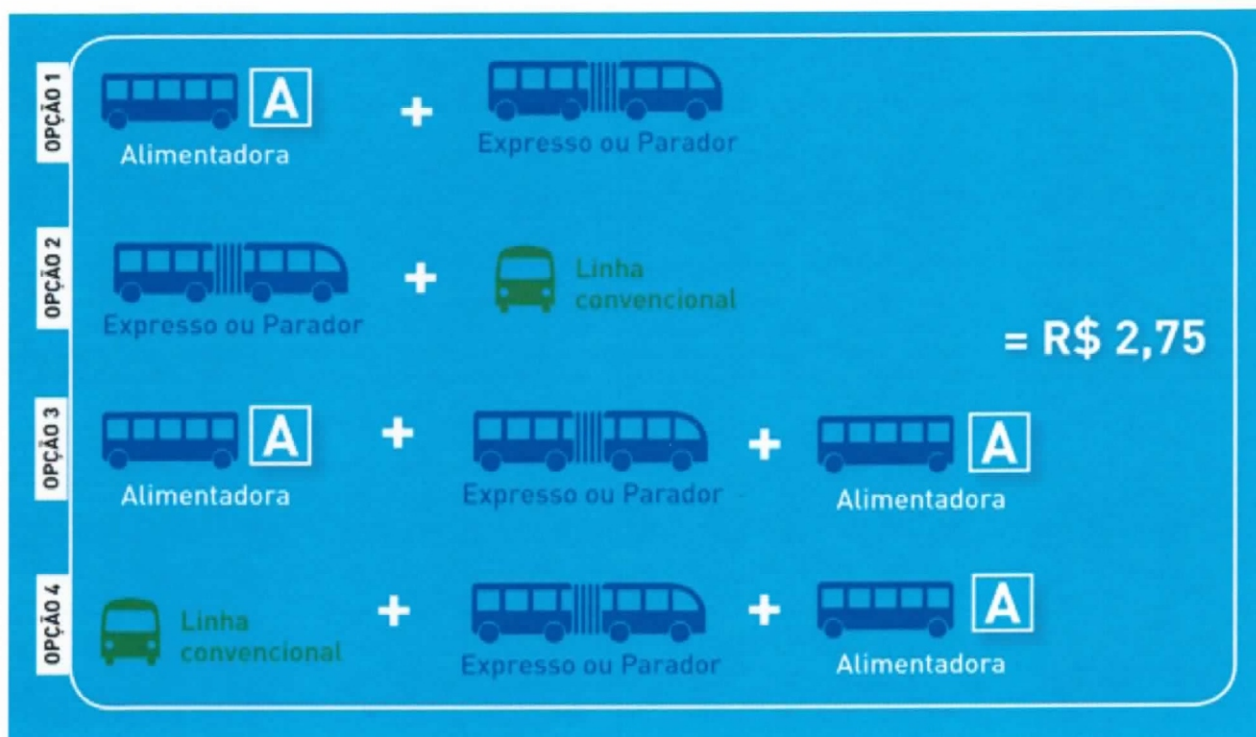 OPÇÃO 1
A
+
Alimentadora
Expresso ou Parador
OPÇÃO 2
+
Linha
convencional
Expresso ou Parador
= R$ 2,75
OPÇÃO 3
A
+
+
A
Alimentadora
Expresso ou Parador
Alimentadora
OPÇÃO 4
Linha
convencional
+
+
A
Expresso ou Parador
Alimentadora